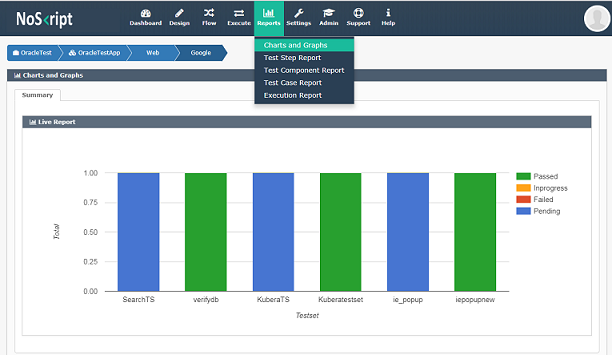 NoScript
Dashboard Design Flow Execute Reports Settings Admin Support Help
OracleTest OracleTestApp Web Google
Charts and Graphs
Test Step Report
Test Component Report
Test Case Report
Execution Report
Charts and Graphs
Summary
Live Report
1.00
0.75
0.50
0.25
0.00
Total
SearchTS verifydb KuberaTS Kuberatestset ie_popup iepopupnew
Testset
Passed
Inprogress
Failed
Pending